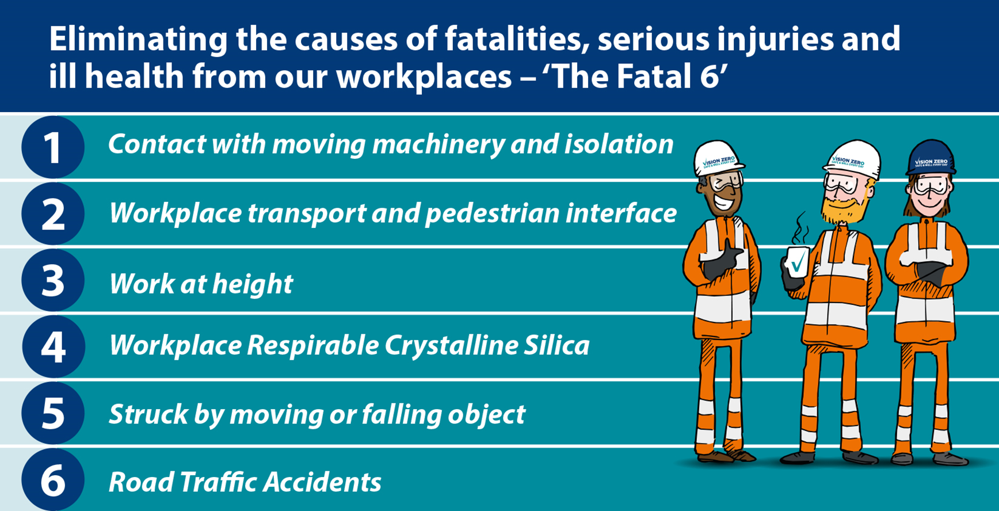 Eliminating the causes of fatalities, serious injuries and
ill health from our workplaces – ‘The Fatal 6’
1
Contact with moving machinery and isolation
2
Workplace transport and pedestrian interface
3
Work at height
4
Workplace Respirable Crystalline Silica
5
Struck by moving or falling object
6
Road Traffic Accidents
VISION ZERO
SAFE & WELL EVERY DAY
VISION ZERO
SAFE & WELL EVERY DAY
VISION ZERO
SAFE & WELL EVERY DAY